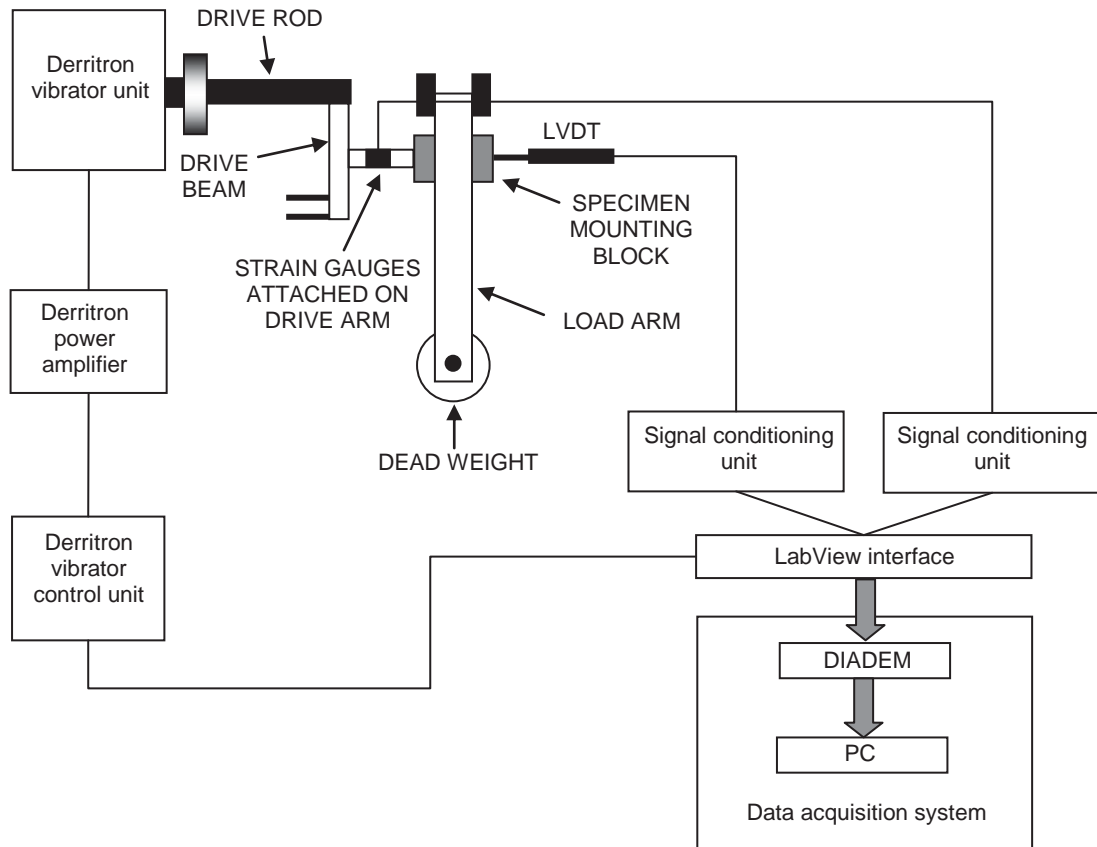 DRIVE ROD
Derritron
vibrator unit
LVDT
DRIVE
BEAM
SPECIMEN
MOUNTING
BLOCK
STRAIN GAUGES
ATTACHED ON
DRIVE ARM
LOAD ARM
Derritron
power
amplifier
DEAD WEIGHT
Signal conditioning
unit
Signal conditioning
unit
Derritron
vibrator
control unit
LabView interface
DIADEM
PC
Data acquisition system